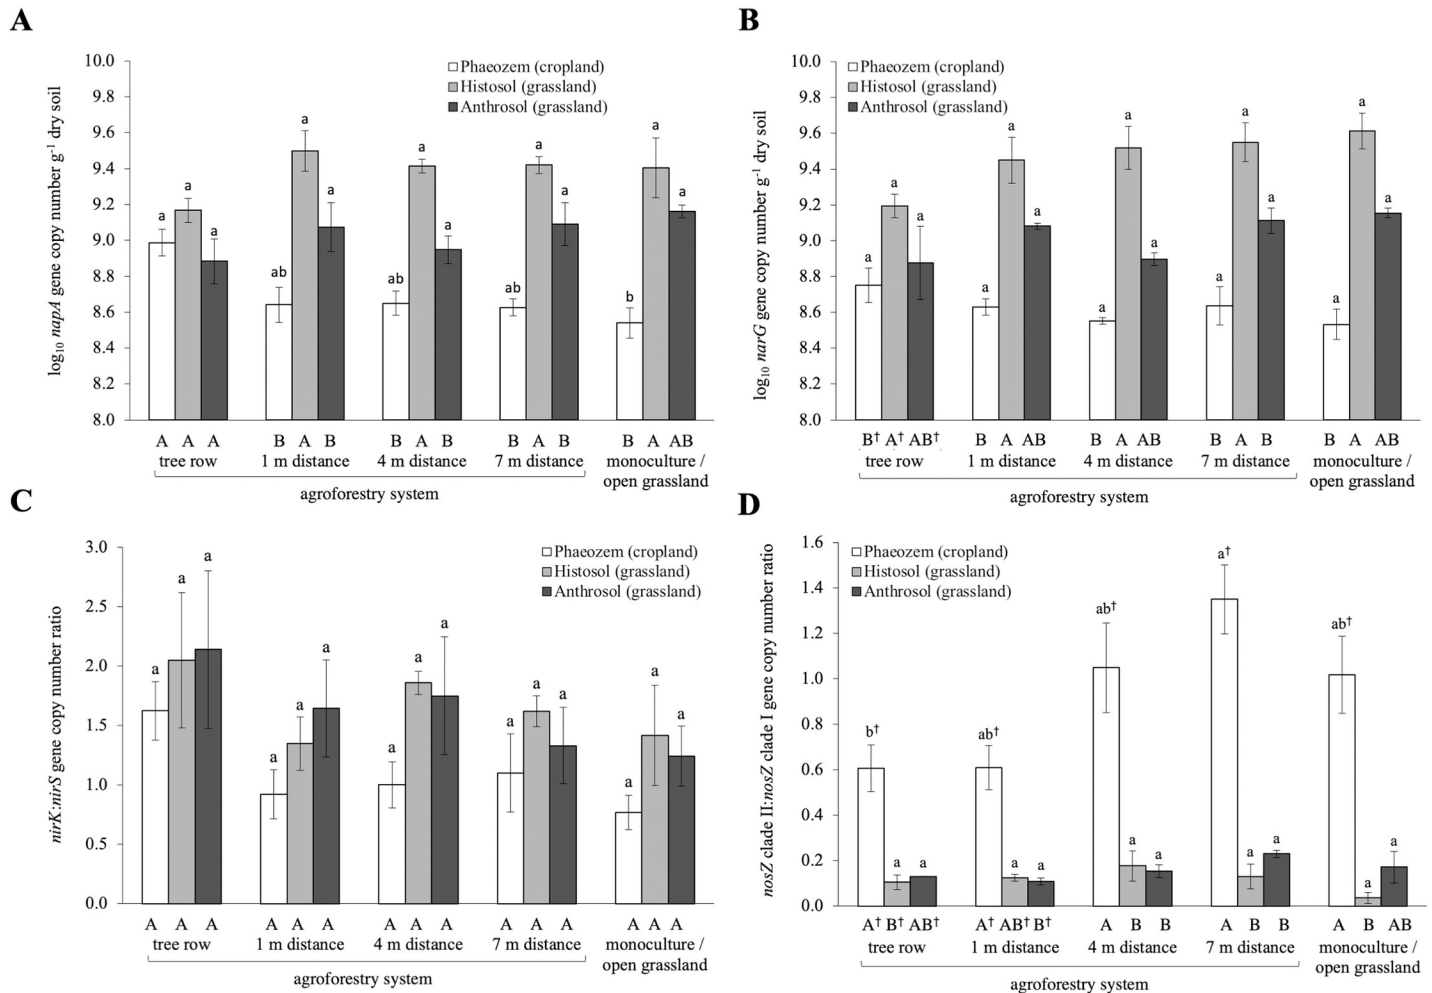 A
log₁₀ napA gene copy number g⁻¹ dry soil
10.0
9.8
9.6
9.4
9.2
9.0
8.8
8.6
8.4
8.2
8.0
Phaeozem (cropland)
Histosol (grassland)
Anthrosol (grassland)
a a a
ab a a
ab a a
ab a a
b a a
A A A B A B B A B B A B B A AB
tree row 1 m distance 4 m distance 7 m distance monoculture /
open grassland
agroforestry system
B
log₁₀ narG gene copy number g⁻¹ dry soil
10.0
9.8
9.6
9.4
9.2
9.0
8.8
8.6
8.4
8.2
8.0
Phaeozem (cropland)
Histosol (grassland)
Anthrosol (grassland)
a a a
a a a
a a a
a a a
a a a
B† A† AB† B A AB B A AB B A B B A AB
tree row 1 m distance 4 m distance 7 m distance monoculture /
open grassland
agroforestry system
C
nirK:nirS gene copy number ratio
3.0
2.5
2.0
1.5
1.0
0.5
0.0
Phaeozem (cropland)
Histosol (grassland)
Anthrosol (grassland)
a a a
a a a
a a a
a a a
a a a
A A A A A A A A A A A A A A A
tree row 1 m distance 4 m distance 7 m distance monoculture /
open grassland
agroforestry system
D
nosZ clade II:nosZ clade I gene copy number ratio
1.6
1.4
1.2
1.0
0.8
0.6
0.4
0.2
0.0
Phaeozem (cropland)
Histosol (grassland)
Anthrosol (grassland)
b† a a
ab† a a
ab† a a
a† a a
ab† a a
A† B† AB† A† AB† B† A B B A B B A B AB
tree row 1 m distance 4 m distance 7 m distance monoculture /
open grassland
agroforestry system